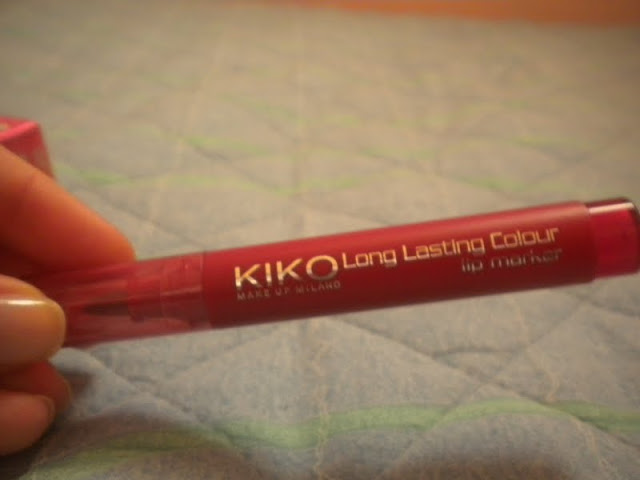 KIKO Long Lasting Colour
MAKE UP MILANO lip marker